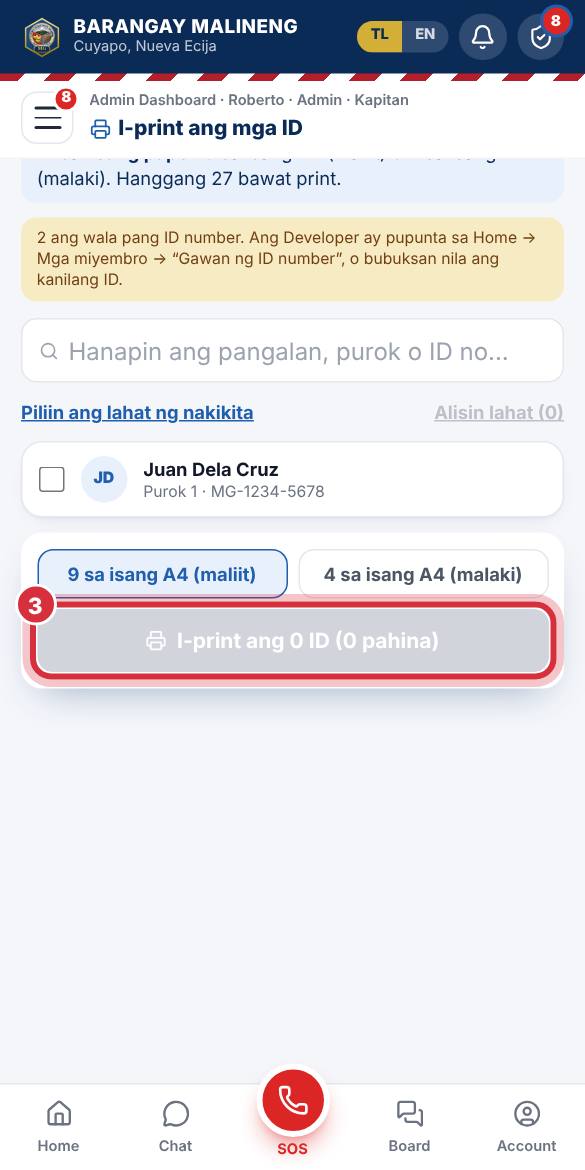 BARANGAY MALINENG
Cuyapo, Nueva Ecija
TL EN
8
8
Admin Dashboard · Roberto · Admin · Kapitan
I-print ang mga ID
(malaki). Hanggang 27 bawat print.
2 ang wala pang ID number. Ang Developer ay pupunta sa Home →
Mga miyembro → “Gawan ng ID number”, o bubuksan nila ang
kanilang ID.
Hanapin ang pangalan, purok o ID no...
Piliin ang lahat ng nakikita
Alisin lahat (0)
JD
Juan Dela Cruz
Purok 1 · MG-1234-5678
9 sa isang A4 (maliit)
4 sa isang A4 (malaki)
3
I-print ang 0 ID (0 pahina)
Home
Chat
SOS
Board
Account